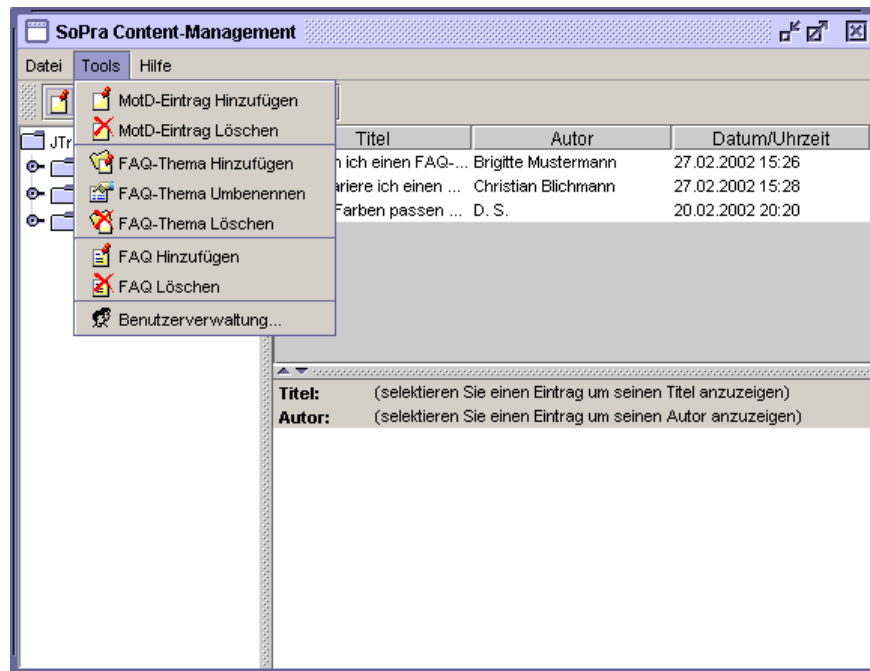 SoPra Content-Management
Datei Tools Hilfe
MotD-Eintrag Hinzufügen
MotD-Eintrag Löschen
FAQ-Thema Hinzufügen
FAQ-Thema Umbenennen
FAQ-Thema Löschen
FAQ Hinzufügen
FAQ Löschen
Benutzerverwaltung...
JTr
Titel Autor Datum/Uhrzeit
ich einen FAQ-... Brigitte Mustermann 27.02.2002 15:26
riere ich einen ... Christian Blichmann 27.02.2002 15:28
Farben passen ... D. S. 20.02.2002 20:20
Titel: (selektieren Sie einen Eintrag um seinen Titel anzuzeigen)
Autor: (selektieren Sie einen Eintrag um seinen Autor anzuzeigen)